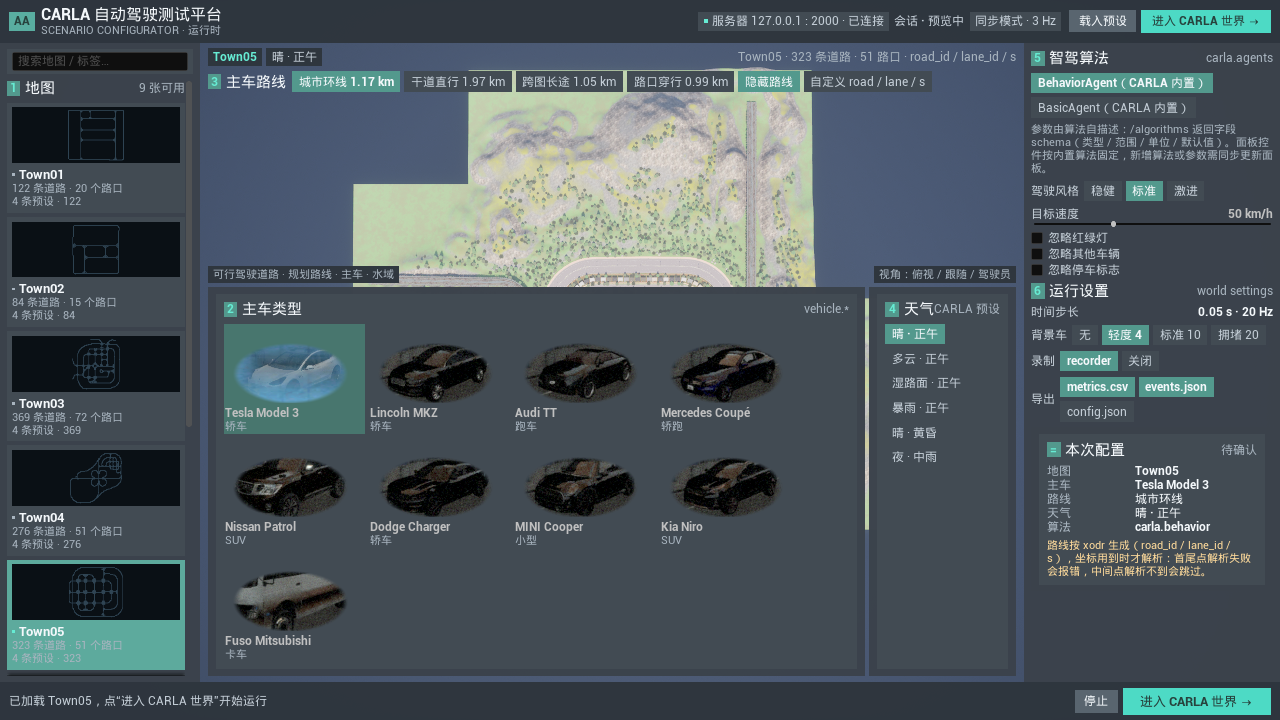 AA
CARLA 自动驾驶测试平台
SCENARIO CONFIGURATOR · 运行时
服务器 127.0.0.1 : 2000 · 已连接
会话 · 预览中
同步模式 · 3 Hz
载入预设
进入 CARLA 世界 →
搜索地图 / 标签…
1 地图
9 张可用
Town01
122 条道路 · 20 个路口
4 条预设 · 122
Town02
84 条道路 · 15 个路口
4 条预设 · 84
Town03
369 条道路 · 72 个路口
4 条预设 · 369
Town04
276 条道路 · 51 个路口
4 条预设 · 276
Town05
323 条道路 · 51 个路口
4 条预设 · 323
Town05
晴 · 正午
Town05 · 323 条道路 · 51 路口 · road_id / lane_id / s
3 主车路线
城市环线 1.17 km
干道直行 1.97 km
跨图长途 1.05 km
路口穿行 0.99 km
隐藏路线
自定义 road / lane / s
可行驾驶道路 · 规划路线 · 主车 · 水域
视角：俯视 / 跟随 / 驾驶员
2 主车类型
vehicle.*
Tesla Model 3
轿车
Lincoln MKZ
轿车
Audi TT
跑车
Mercedes Coupé
轿跑
Nissan Patrol
SUV
Dodge Charger
轿车
MINI Cooper
小型
Kia Niro
SUV
Fuso Mitsubishi
卡车
4 天气
CARLA 预设
晴 · 正午
多云 · 正午
湿路面 · 正午
暴雨 · 正午
晴 · 黄昏
夜 · 中雨
5 智驾算法
carla.agents
BehaviorAgent（CARLA 内置）
BasicAgent（CARLA 内置）
参数由算法自描述：/algorithms 返回字段
schema（类型 / 范围 / 单位 / 默认值）。面板控
件按内置算法固定，新增算法或参数需同步更新面
板。
驾驶风格
稳健
标准
激进
目标速度
50 km/h
忽略红绿灯
忽略其他车辆
忽略停车标志
6 运行设置
world settings
时间步长
0.05 s · 20 Hz
背景车
无
轻度 4
标准 10
拥堵 20
录制
recorder
关闭
导出
metrics.csv
events.json
config.json
= 本次配置
待确认
地图 Town05
主车 Tesla Model 3
路线 城市环线
天气 晴 · 正午
算法 carla.behavior
路线按 xodr 生成（road_id / lane_id /
s），坐标用到时才解析：首尾点解析失败
会报错，中间点解析不到会跳过。
已加载 Town05，点“进入 CARLA 世界”开始运行
停止
进入 CARLA 世界 →